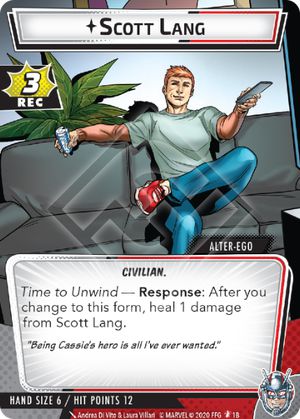 SCOTT LANG
3
REC
ALTER-EGO
CIVILIAN.
Time to Unwind — Response: After you
change to this form, heal 1 damage
from Scott Lang.
"Being Cassie's hero is all I've ever wanted."
HAND SIZE 6 / HIT POINTS 12
Andrea Di Vito & Laura Villari © MARVEL © 2020 FFG 1B